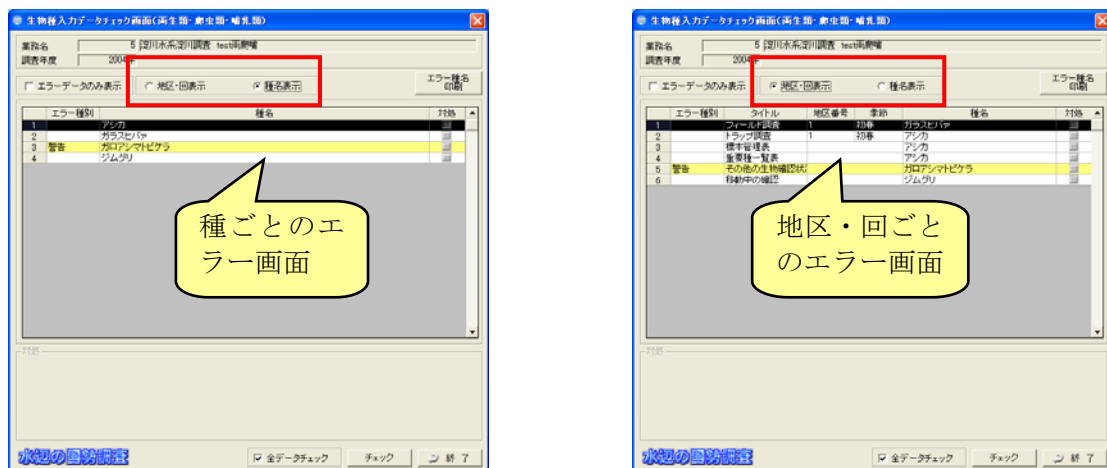 生物種入力データチェック画面(両生類・爬虫類・哺乳類)
業務名 5 淀川水系淀川調査 test両爬哺
調査年度 2004年
エラーデータのみ表示 地区・回表示 種名表示 エラー種名印刷
エラー種別 種名 対処
1 アシカ
2 ガラスヒバァ
3 警告 ガロアシマトビケラ
4 ジムグリ
種ごとのエ
ラー画面
対処
水辺の国勢調査 全データチェック チェック 終了
生物種入力データチェック画面(両生類・爬虫類・哺乳類)
業務名 5 淀川水系淀川調査 test両爬哺
調査年度 2004年
エラーデータのみ表示 地区・回表示 種名表示 エラー種名印刷
エラー種別 タイトル 地区番号 季節 種名 対処
1 フィールド調査 1 初春 ガラスヒバァ
2 トラップ調査 1 初春 アシカ
3 標本管理表 アシカ
4 重要種一覧表 アシカ
5 警告 その他の生物確認状況 ガロアシマトビケラ
6 移動中の確認 ジムグリ
地区・回ごと
のエラー画面
対処
水辺の国勢調査 全データチェック チェック 終了